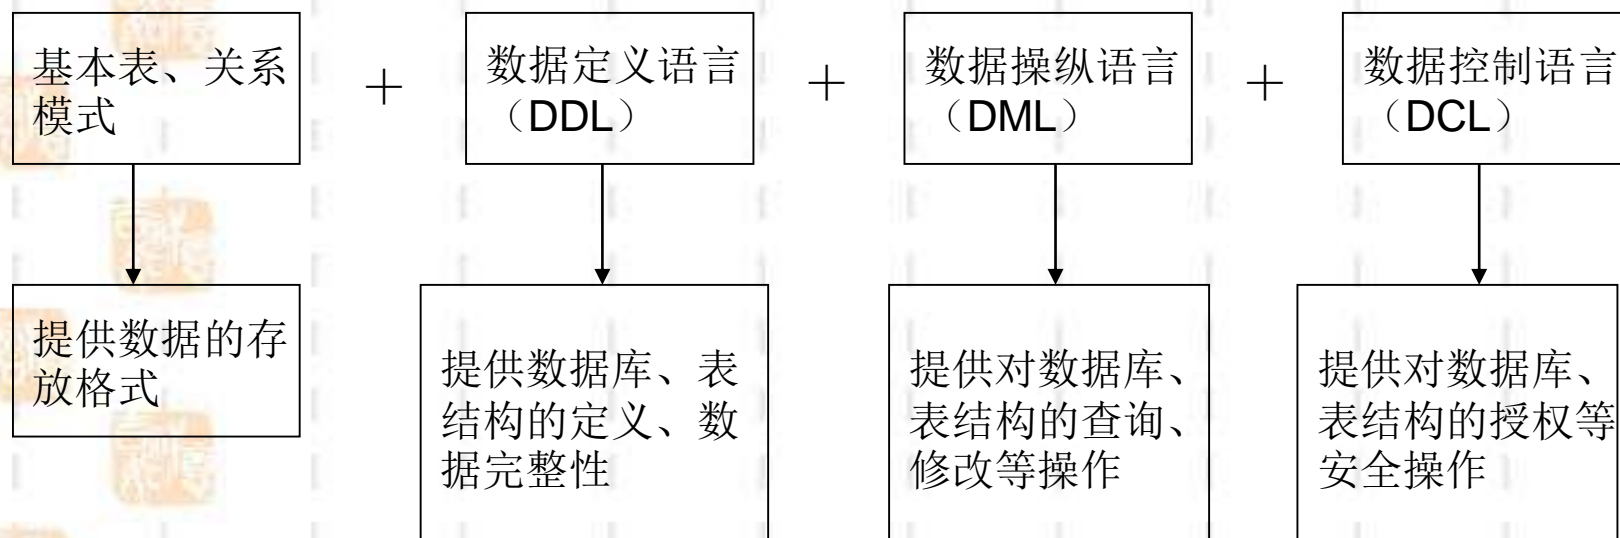 基本表、关系
模式
＋
数据定义语言
（DDL）
＋
数据操纵语言
（DML）
＋
数据控制语言
（DCL）
提供数据的存
放格式
提供数据库、表
结构的定义、数
据完整性
提供对数据库、
表结构的查询、
修改等操作
提供对数据库、
表结构的授权等
安全操作